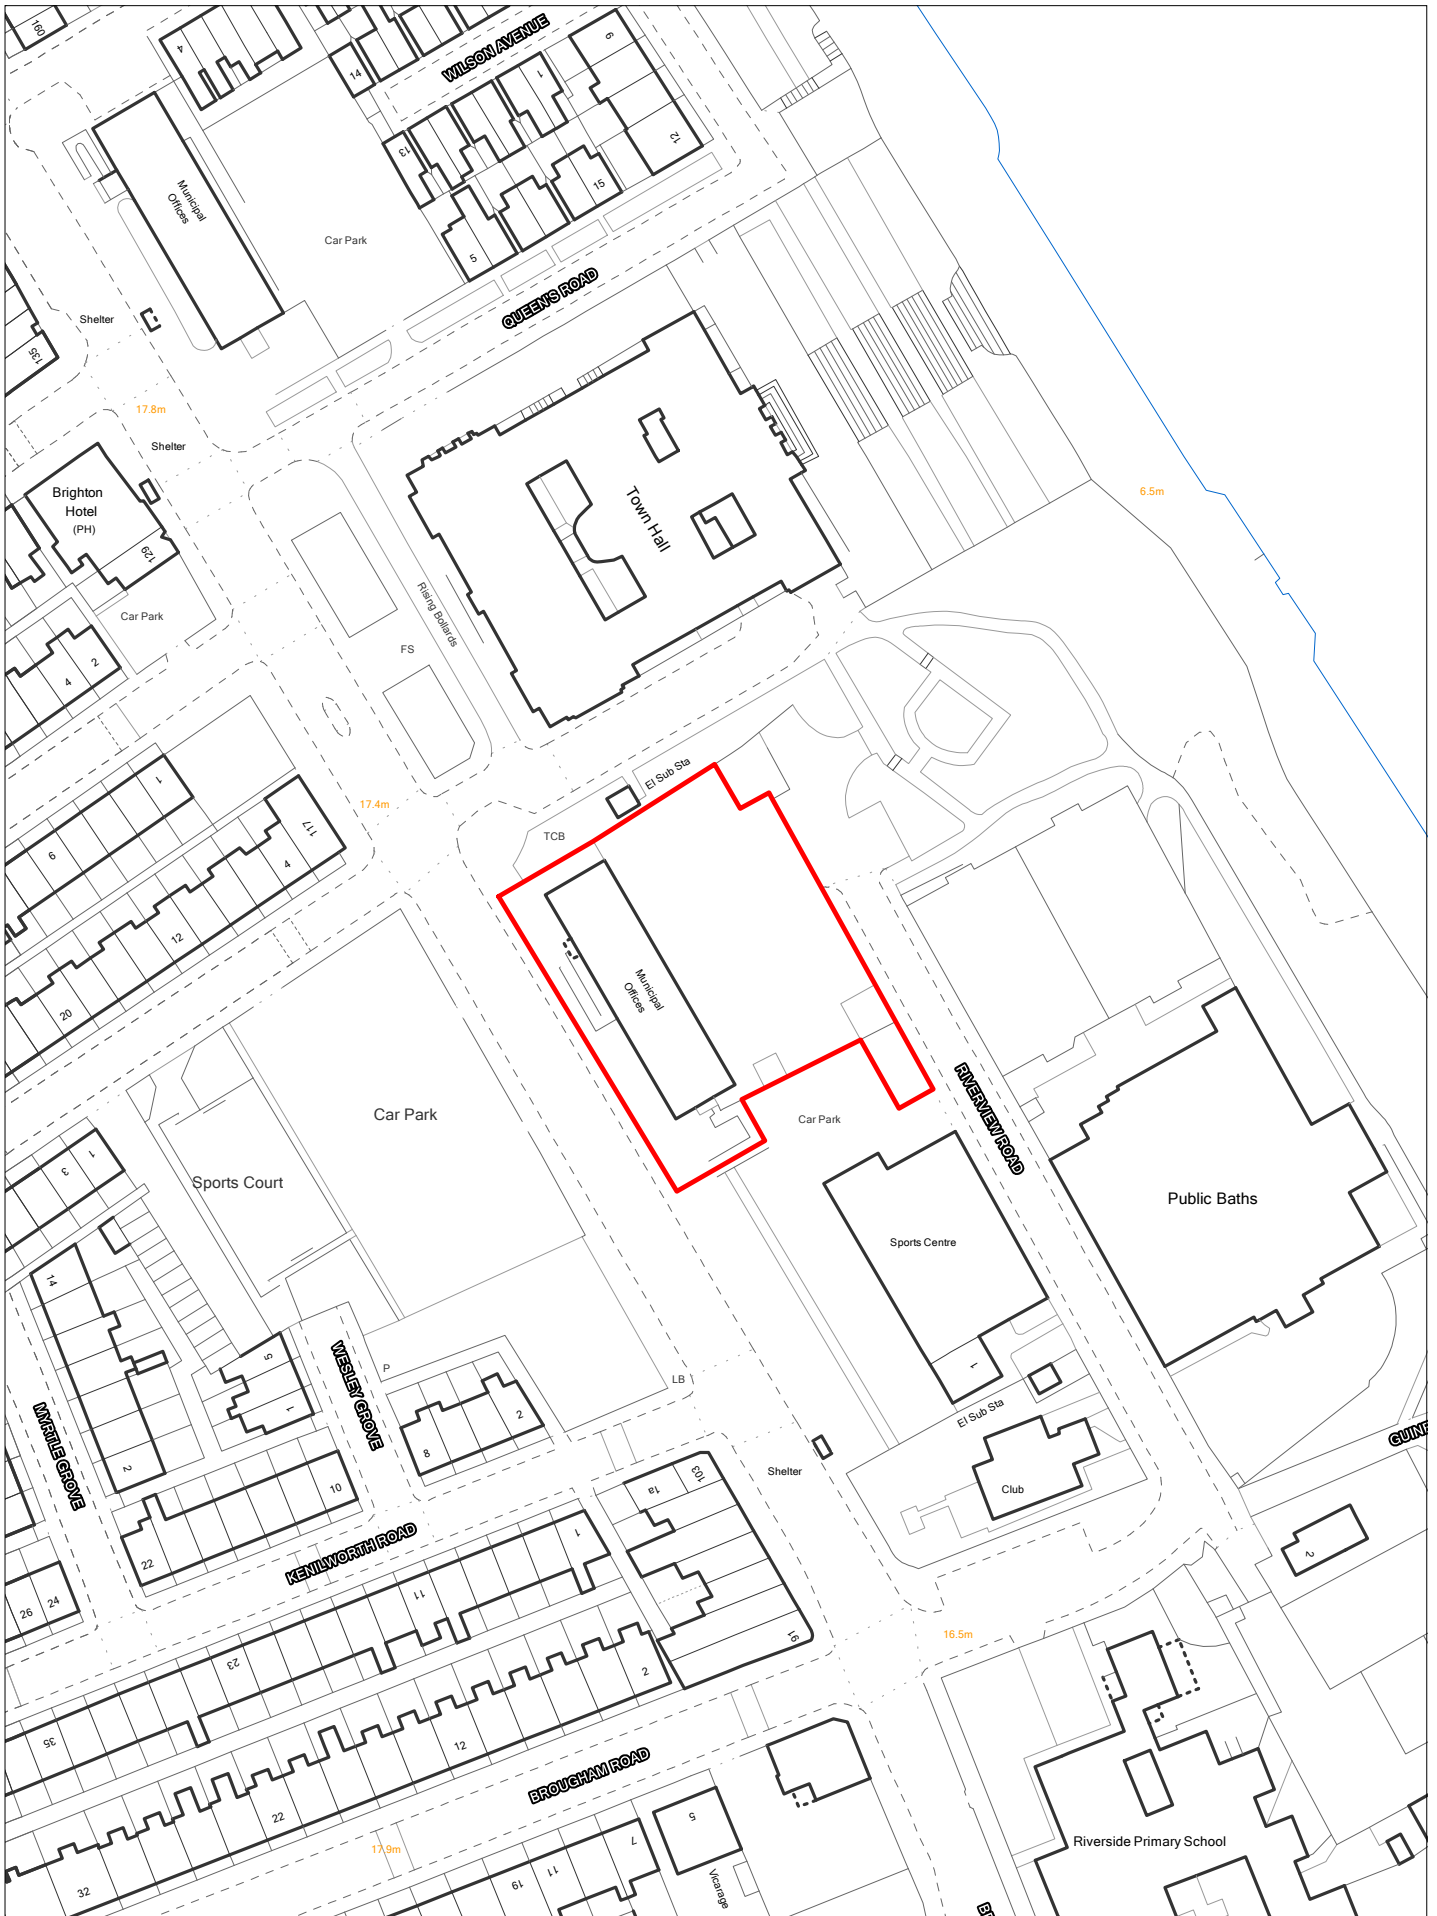 160
4
WILSON AVENUE
14
1
6
13
12
15
5
Municipal
Offices
Car Park
QUEEN'S ROAD
Shelter
135
17.8m
Shelter
Brighton
Hotel
(PH)
129
Car Park
2
4
Town Hall
6.5m
Rising Bollards
FS
1
6
17.4m
117
4
12
20
El Sub Sta
TCB
Municipal
Offices
RIVERVIEW ROAD
Car Park
Car Park
Sports Court
1
3
Public Baths
Sports Centre
14
5
1
2
WESLEY GROVE
P
LB
2
8
1
El Sub Sta
MYRTLE GROVE
10
22
Shelter
Club
103
1a
KENILWORTH ROAD
1
11
2
26
24
23
91
16.5m
2
35
12
BROUGHAM ROAD
22
17.9m
32
5
7
11
19
Vicarage
Riverside Primary School